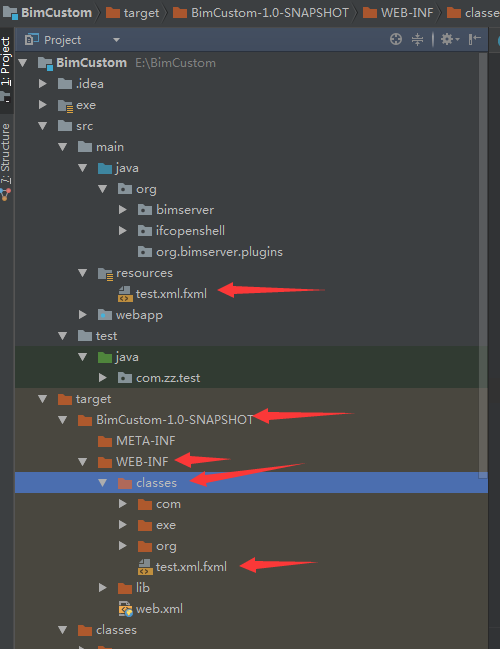 BimCustom target BimCustom-1.0-SNAPSHOT WEB-INF classes
1: Project
7: Structure
Project
BimCustom E:\BimCustom
.idea
exe
src
main
java
org
bimserver
ifcopenshell
org.bimserver.plugins
resources
test.xml.fxml
webapp
test
java
com.zz.test
target
BimCustom-1.0-SNAPSHOT
META-INF
WEB-INF
classes
com
exe
org
test.xml.fxml
lib
web.xml
classes